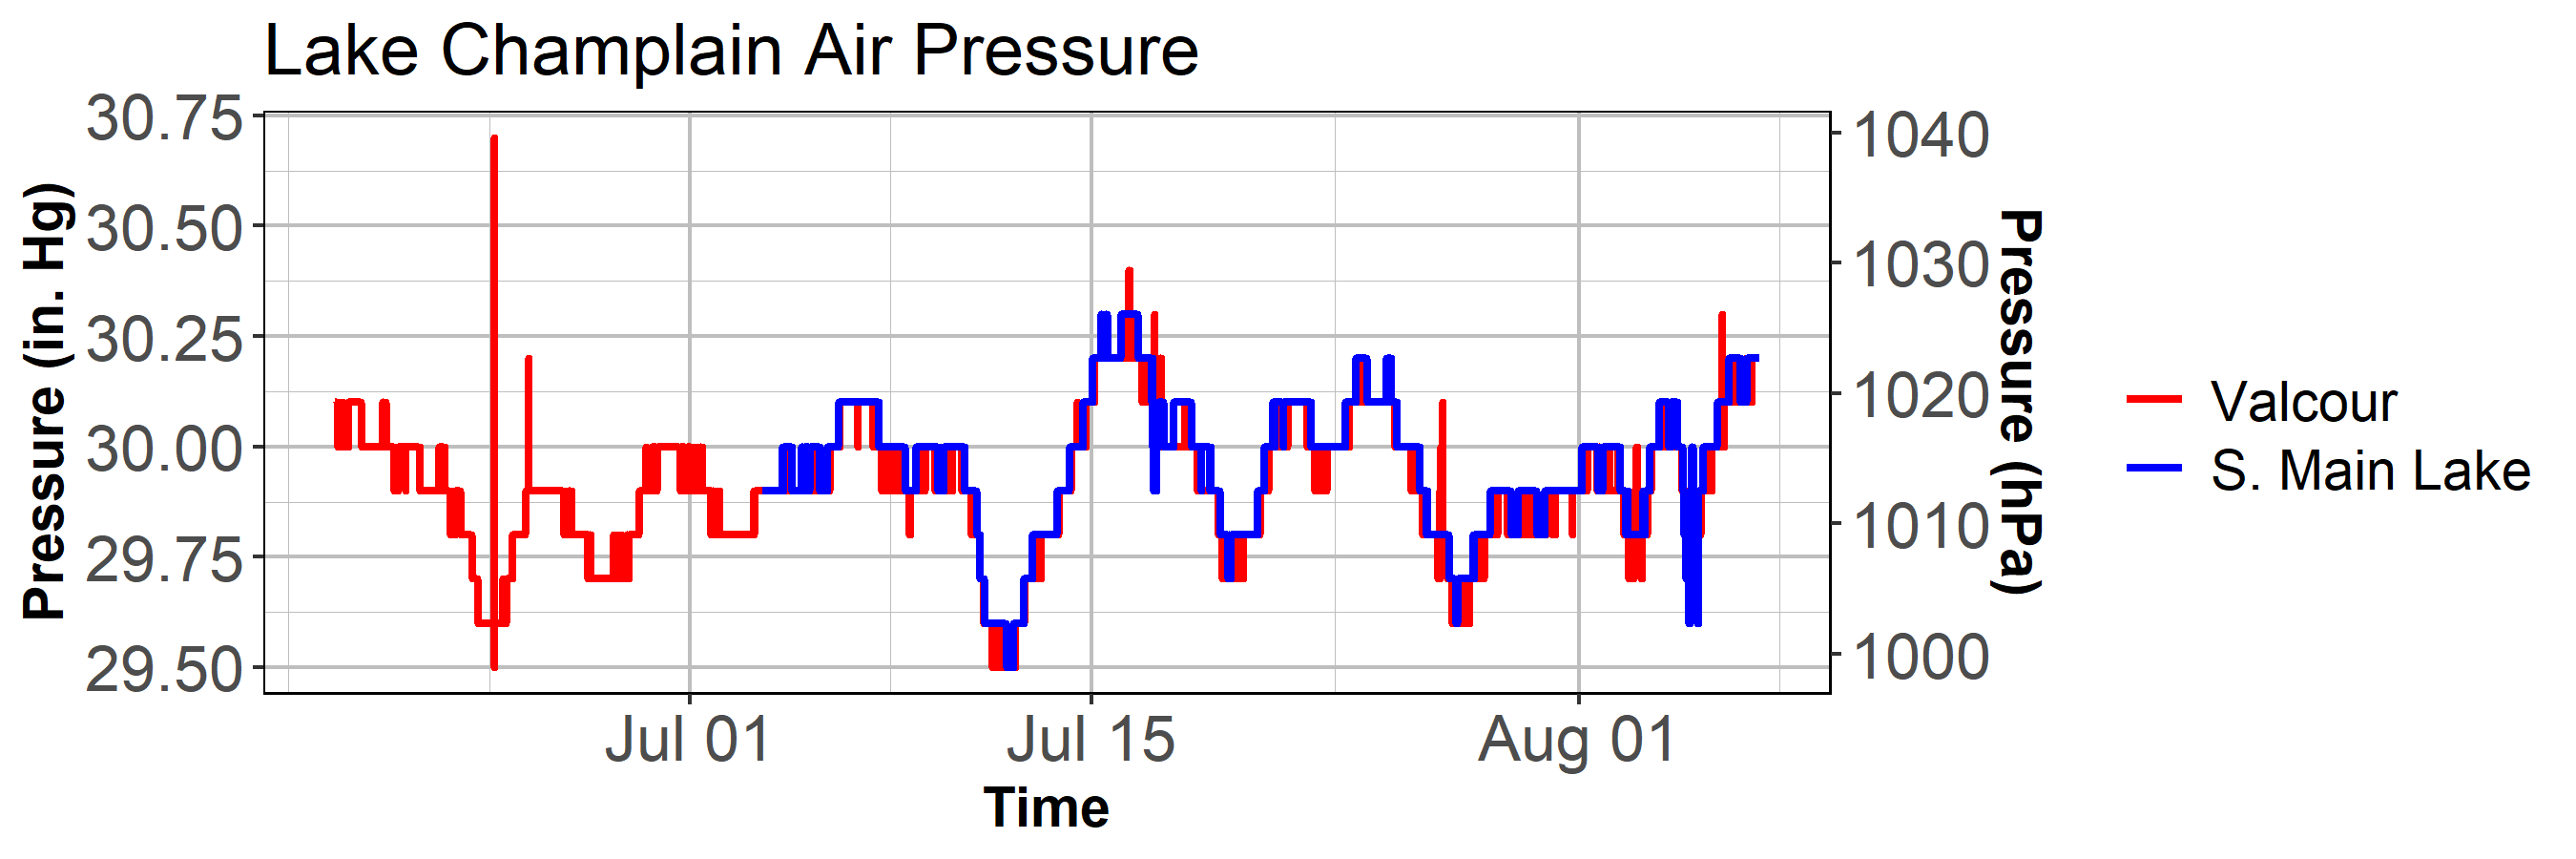 Lake Champlain Air Pressure
30.75
30.50
30.25
30.00
29.75
29.50
Pressure (in. Hg)
1040
1030
1020
1010
1000
Pressure (hPa)
Jul 01
Jul 15
Aug 01
Time
Valcour
S. Main Lake